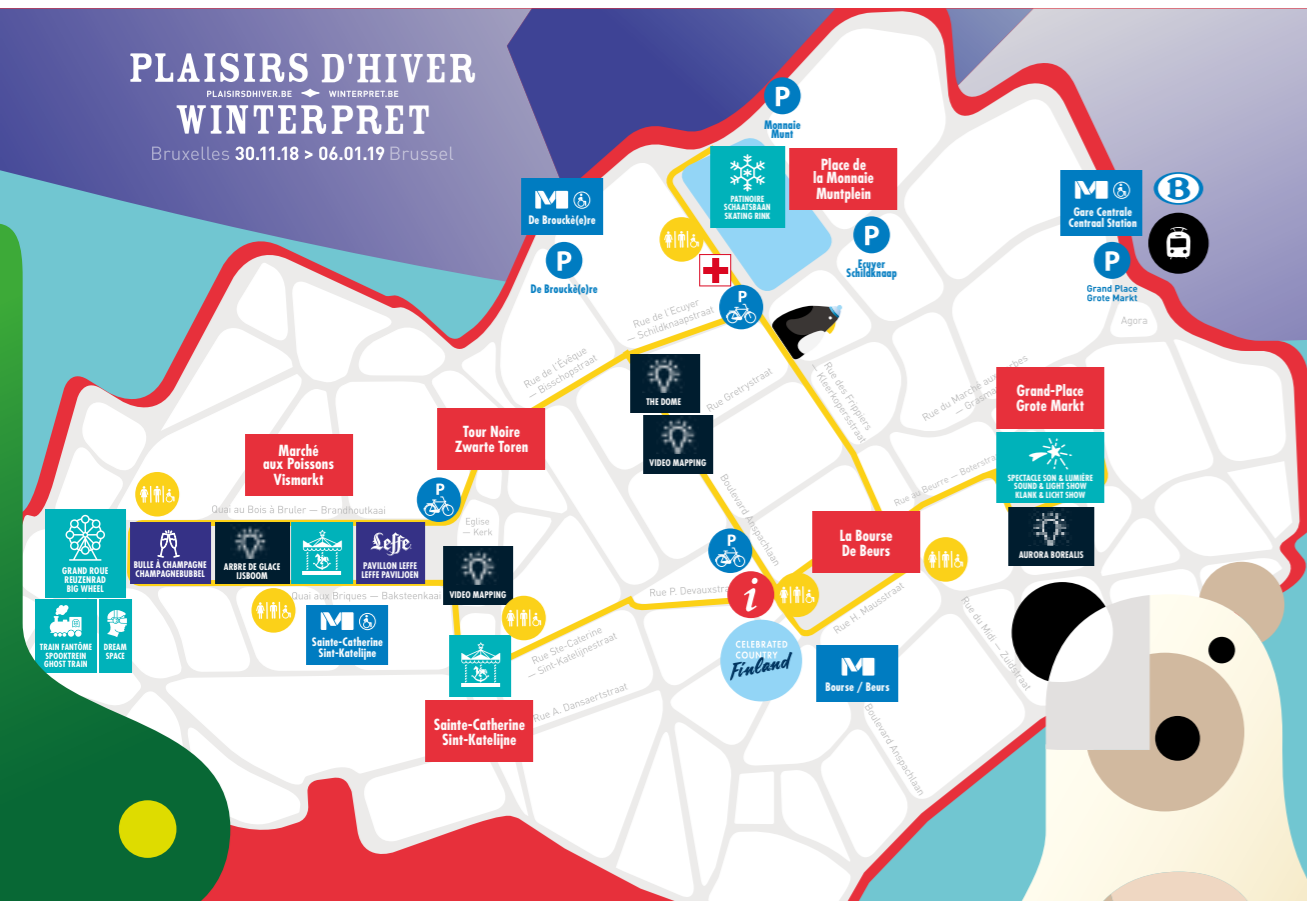 PLAISIRS D'HIVER
PLAISIRSDHIVER.BE WINTERPRET.BE
WINTERPRET
Bruxelles 30.11.18 > 06.01.19 Brussel
P
Monnaie
Munt
PATINOIRE
SCHAATSBAAN
SKATING RINK
Place de
la Monnaie
Muntplein
M
De Brouckè(e)re
P
De Brouckè(e)re
P
Ecuyer
Schildknaap
M
Gare Centrale
Centraal Station
B
P
Grand Place
Grote Markt
Agora
P
Rue de l'Ecuyer
— Schildknaapstraat
Rue de l'Évêque
— Bisschopstraat
THE DOME
Rue Gretrystraat
Rue des Fripiers
— Kleerkopersstraat
Rue du Marché aux
Grand-Place
Grote Markt
VIDEO MAPPING
SPECTACLE SON & LUMIÈRE
SOUND & LIGHT SHOW
KLANK & LICHT SHOW
Rue au Beurre —
AURORA BOREALIS
Tour Noire
Zwarte Toren
Marché
aux Poissons
Vismarkt
P
Quai au Bois à Bruler — Brandhoutkaai
Eglise
— Kerk
GRAND ROUE
REUZENRAD
BIG WHEEL
BULLE À CHAMPAGNE
CHAMPAGNEBUBBEL
ARBRE DE GLACE
IJSBOOM
Leffe
PAVILLON LEFFE
LEFFE PAVILJOEN
VIDEO MAPPING
Quai aux Briques — Baksteenkaai
TRAIN FANTÔME
SPOOKTREIN
GHOST TRAIN
DREAM
SPACE
M
Sainte-Catherine
Sint-Katelijne
Boulevard Anspachlaan
La Bourse
De Beurs
P
Rue P. Devauxstr
i
Rue H. Mausstraat
CELEBRATED
COUNTRY
Finland
M
Bourse / Beurs
Rue du Midi — Zuidstraat
Rue Ste-Caterine
— Sint-Katelijnestraat
Rue A. Dansaertstraat
Sainte-Catherine
Sint-Katelijne
Boulevard Anspachlaan